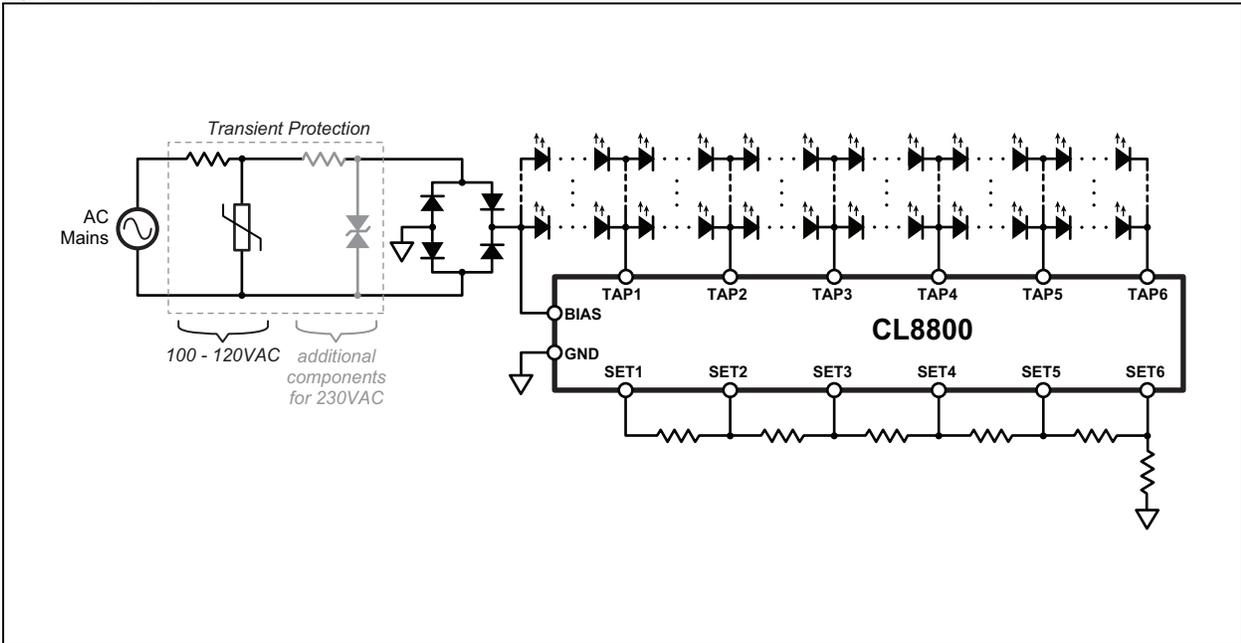 Transient Protection
AC
Mains
100 - 120VAC
additional
components
for 230VAC
TAP1 TAP2 TAP3 TAP4 TAP5 TAP6
BIAS
CL8800
GND
SET1 SET2 SET3 SET4 SET5 SET6